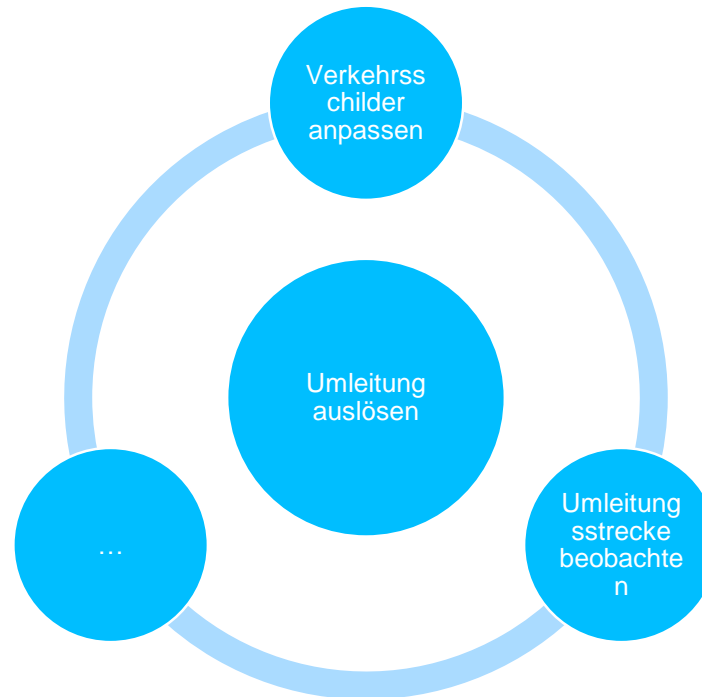 Verkehrss
childer
anpassen
Umleitung
auslösen
…
Umleitung
sstrecke
beobachte
n